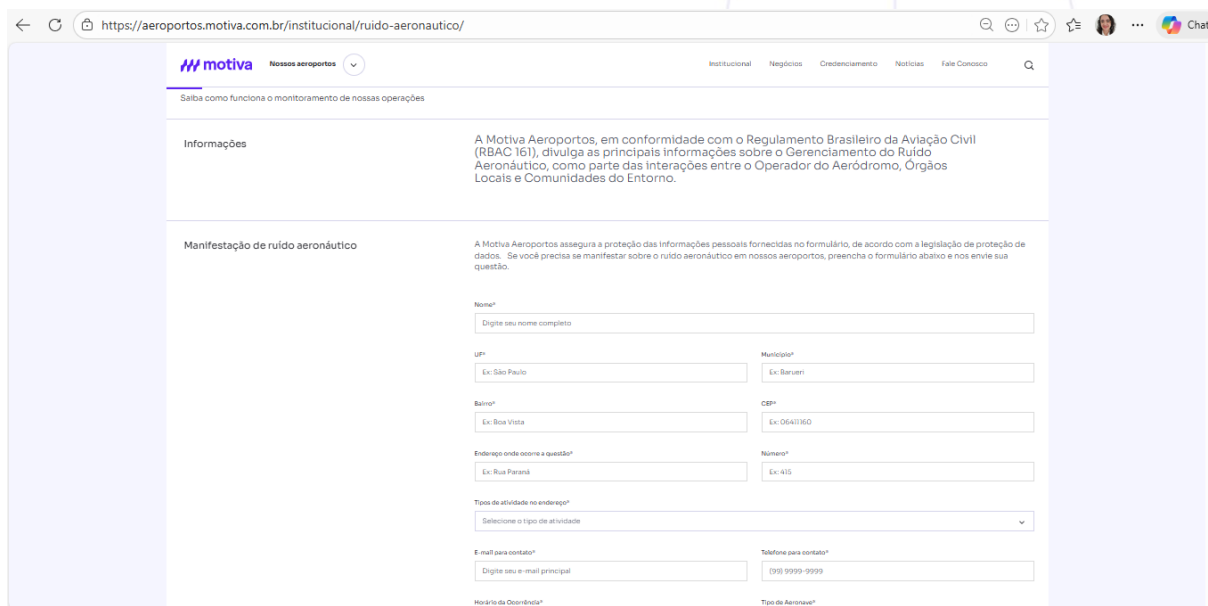 https://aeroportos.motiva.com.br/institucional/ruido-aeronautico/
Chat
motiva
Nossos aeroportos
Institucional Negócios Credenciamento Notícias Fale Conosco
Saiba como funciona o monitoramento de nossas operações
Informações
A Motiva Aeroportos, em conformidade com o Regulamento Brasileiro da Aviação Civil
(RBAC 161), divulga as principais informações sobre o Gerenciamento do Ruído
Aeronáutico, como parte das interações entre o Operador do Aeródromo, Órgãos
Locais e Comunidades do Entorno.
Manifestação de ruído aeronáutico
A Motiva Aeroportos assegura a proteção das informações pessoais fornecidas no formulário, de acordo com a legislação de proteção de
dados. Se você precisa se manifestar sobre o ruído aeronáutico em nossos aeroportos, preencha o formulário abaixo e nos envie sua
questão.
Nome*
Digite seu nome completo
UF* Município*
Ex: São Paulo Ex: Barueri
Bairro* CEP*
Ex: Boa Vista Ex: 06411160
Endereço onde ocorre a questão* Número*
Ex: Rua Paraná Ex: 415
Tipos de atividade no endereço*
Selecione o tipo de atividade
E-mail para contato* Telefone para contato*
Digite seu e-mail principal (99) 9999-9999
Horário da Ocorrência* Tipo de Aeronave*